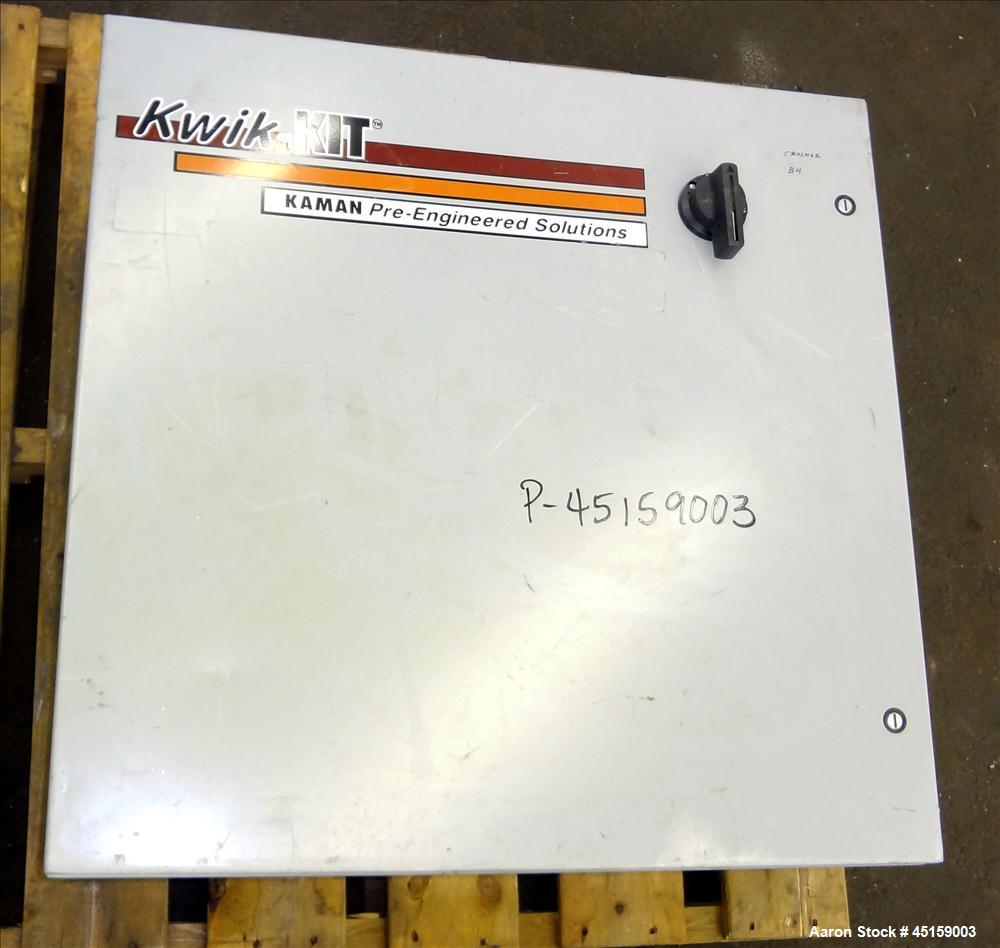 Kwik-KIT™
KAMAN Pre-Engineered Solutions
CRUSHER
B4
P-45159003
Aaron Stock # 45159003